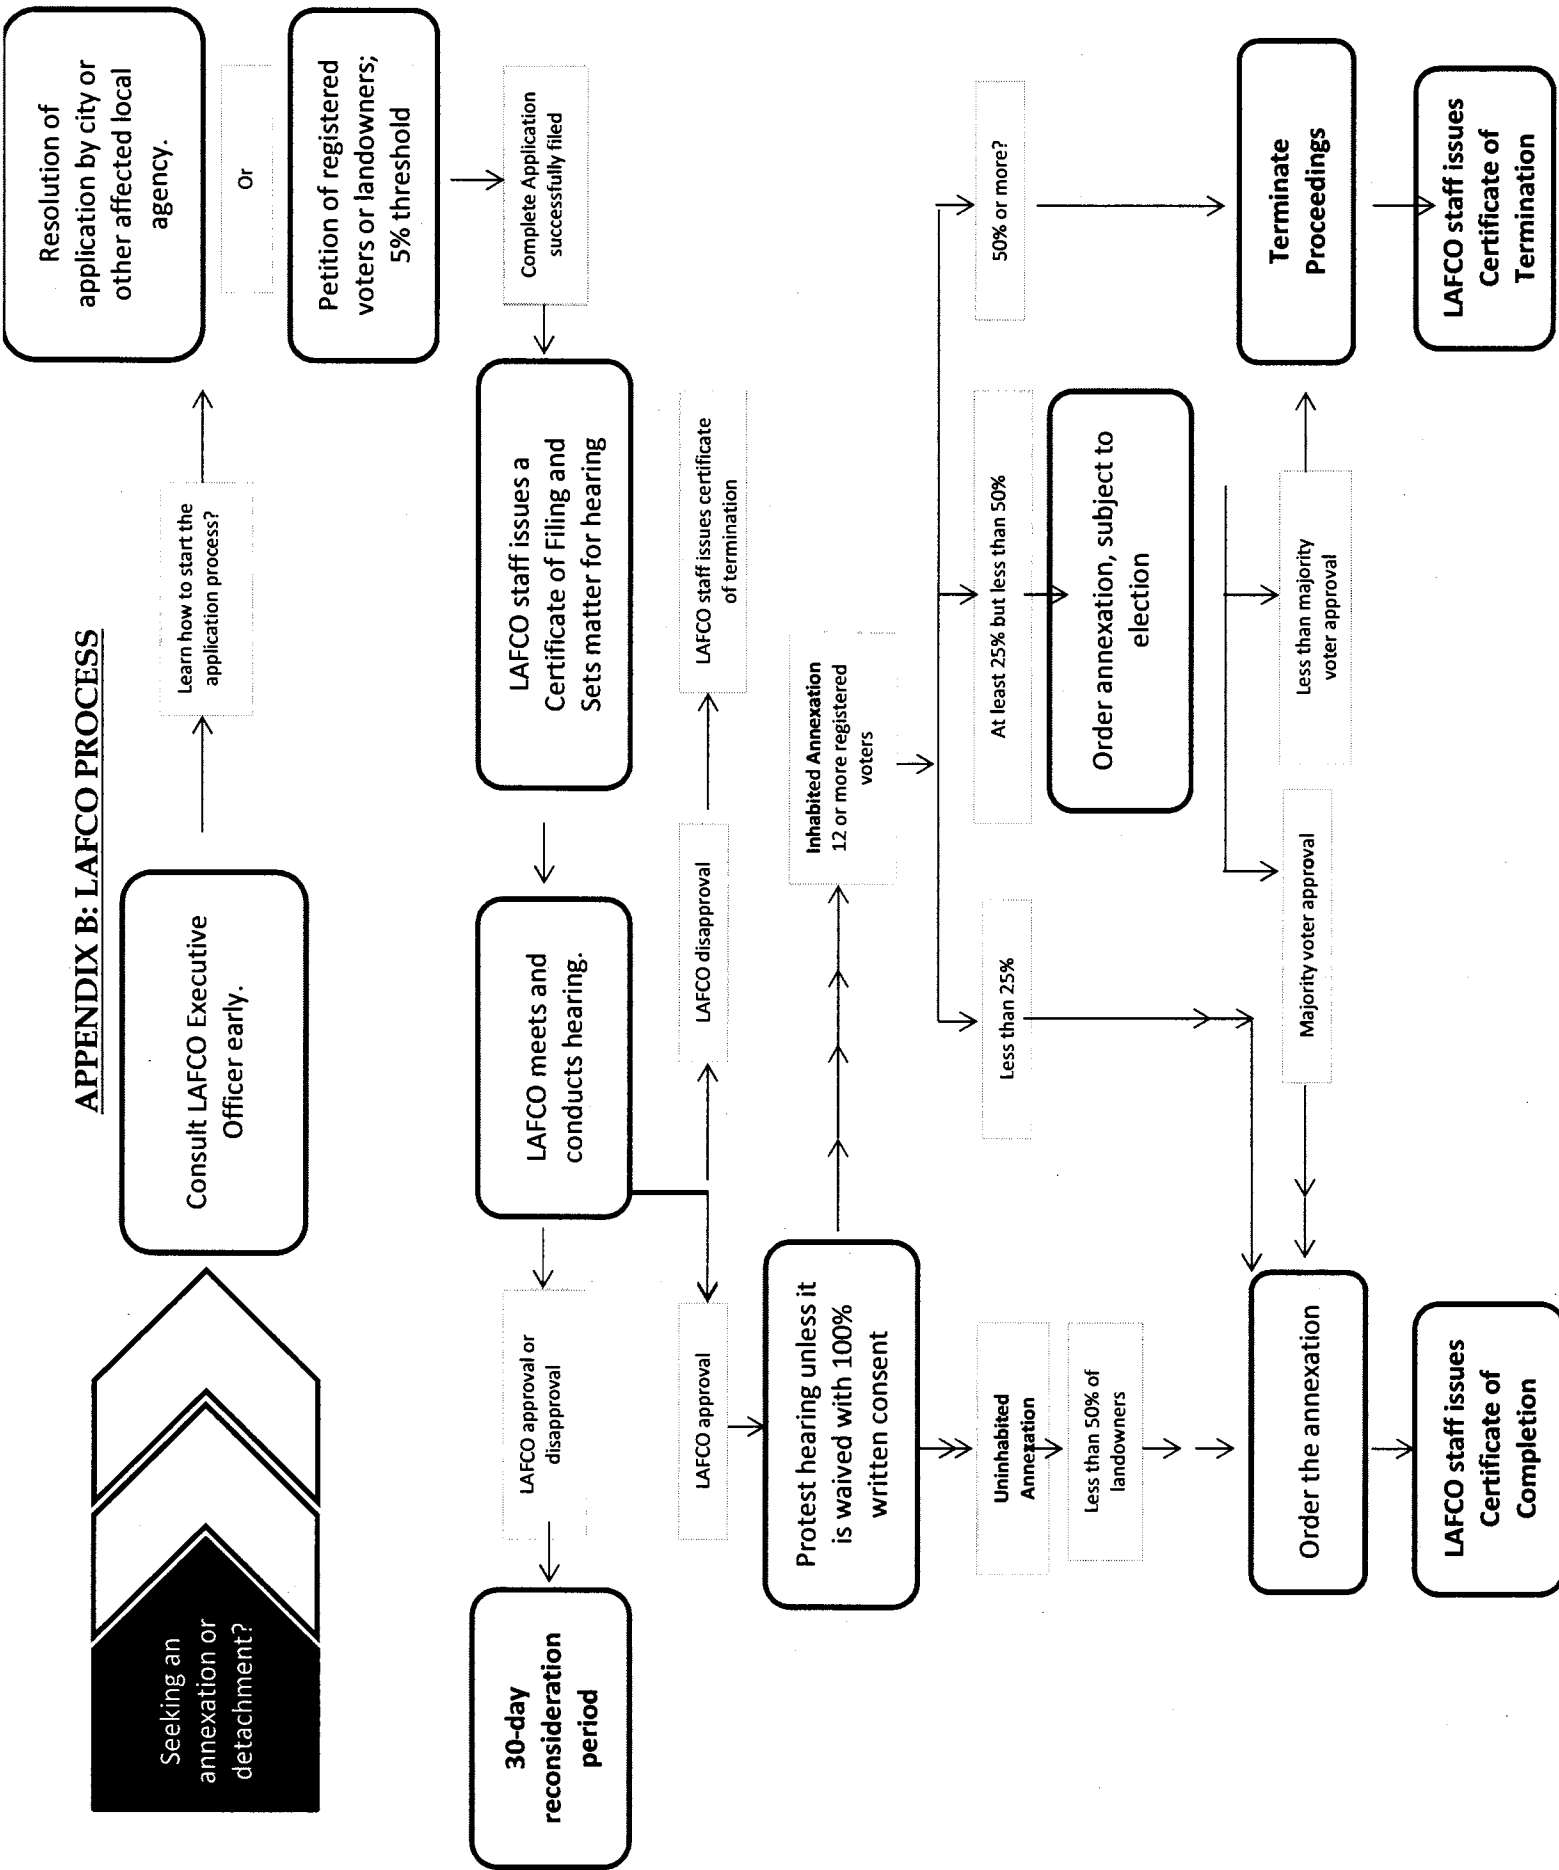 APPENDIX B: LAFCO PROCESS
Seeking an
annexation or
detachment?
Consult LAFCO Executive
Officer early.
Learn how to start the
application process?
Resolution of
application by city or
other affected local
agency.
Or
Petition of registered
voters or landowners;
5% threshold
Complete Application
successfully filed
LAFCO staff issues a
Certificate of Filing and
Sets matter for hearing
LAFCO meets and
conducts hearing.
LAFCO approval or
disapproval
30-day
reconsideration
period
LAFCO approval
LAFCO disapproval
LAFCO staff issues certificate
of termination
Protest hearing unless it
is waived with 100%
written consent
Inhabited Annexation
12 or more registered
voters
Uninhabited
Annexation
Less than 50% of
landowners
Less than 25%
At least 25% but less than 50%
50% or more?
Order annexation, subject to
election
Majority voter approval
Less than majority
voter approval
Order the annexation
Terminate
Proceedings
LAFCO staff issues
Certificate of
Completion
LAFCO staff issues
Certificate of
Termination